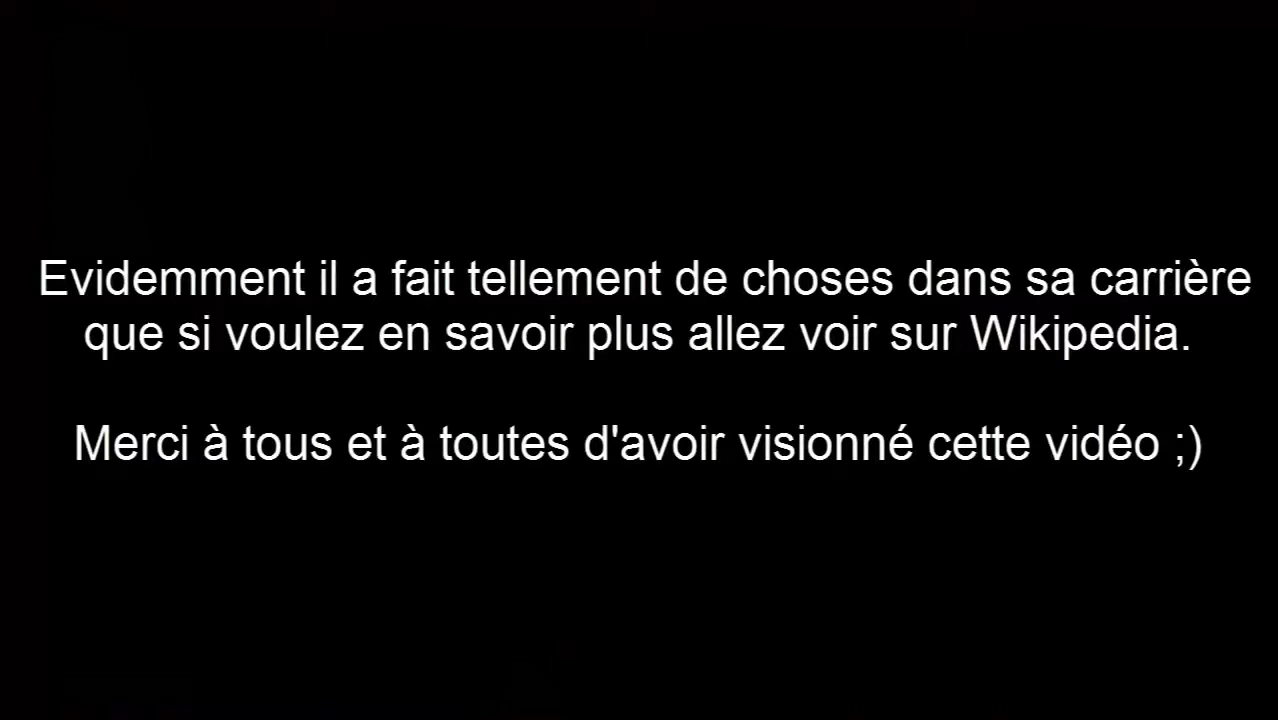 Evidemment il a fait tellement de choses dans sa carrière
que si voulez en savoir plus allez voir sur Wikipedia.
Merci à tous et à toutes d'avoir visionné cette vidéo ;)